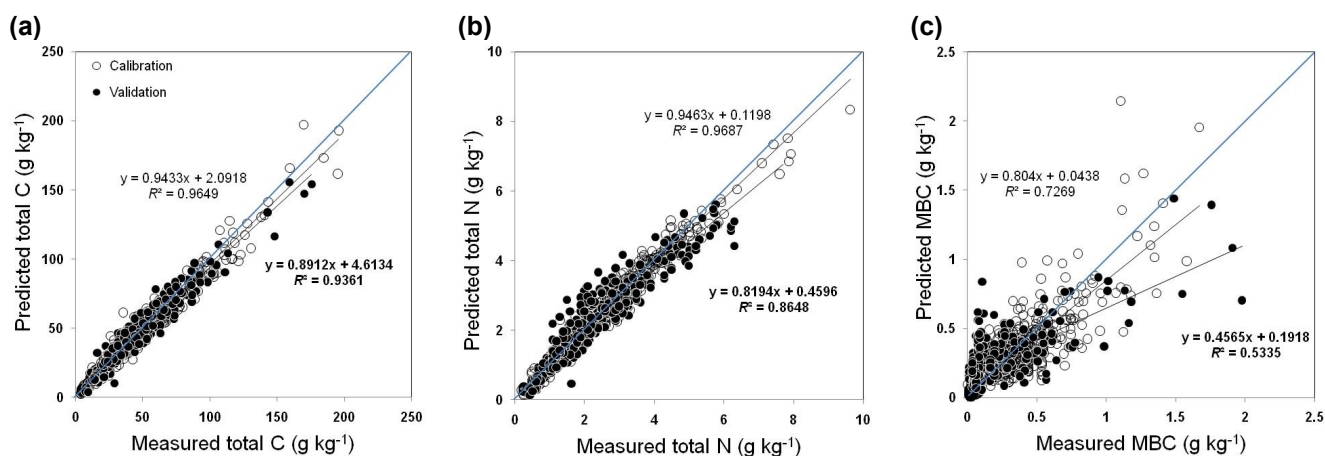 (a)
250
200
150
100
50
0
Predicted total C (g kg⁻¹)
Calibration
Validation
y = 0.9433x + 2.0918
R² = 0.9649
y = 0.8912x + 4.6134
R² = 0.9361
0 50 100 150 200 250
Measured total C (g kg⁻¹)
(b)
10
8
6
4
2
0
Predicted total N (g kg⁻¹)
y = 0.9463x + 0.1198
R² = 0.9687
y = 0.8194x + 0.4596
R² = 0.8648
0 2 4 6 8 10
Measured total N (g kg⁻¹)
(c)
2.5
2
1.5
1
0.5
0
Predicted MBC (g kg⁻¹)
y = 0.804x + 0.0438
R² = 0.7269
y = 0.4565x + 0.1918
R² = 0.5335
0 0.5 1 1.5 2 2.5
Measured MBC (g kg⁻¹)